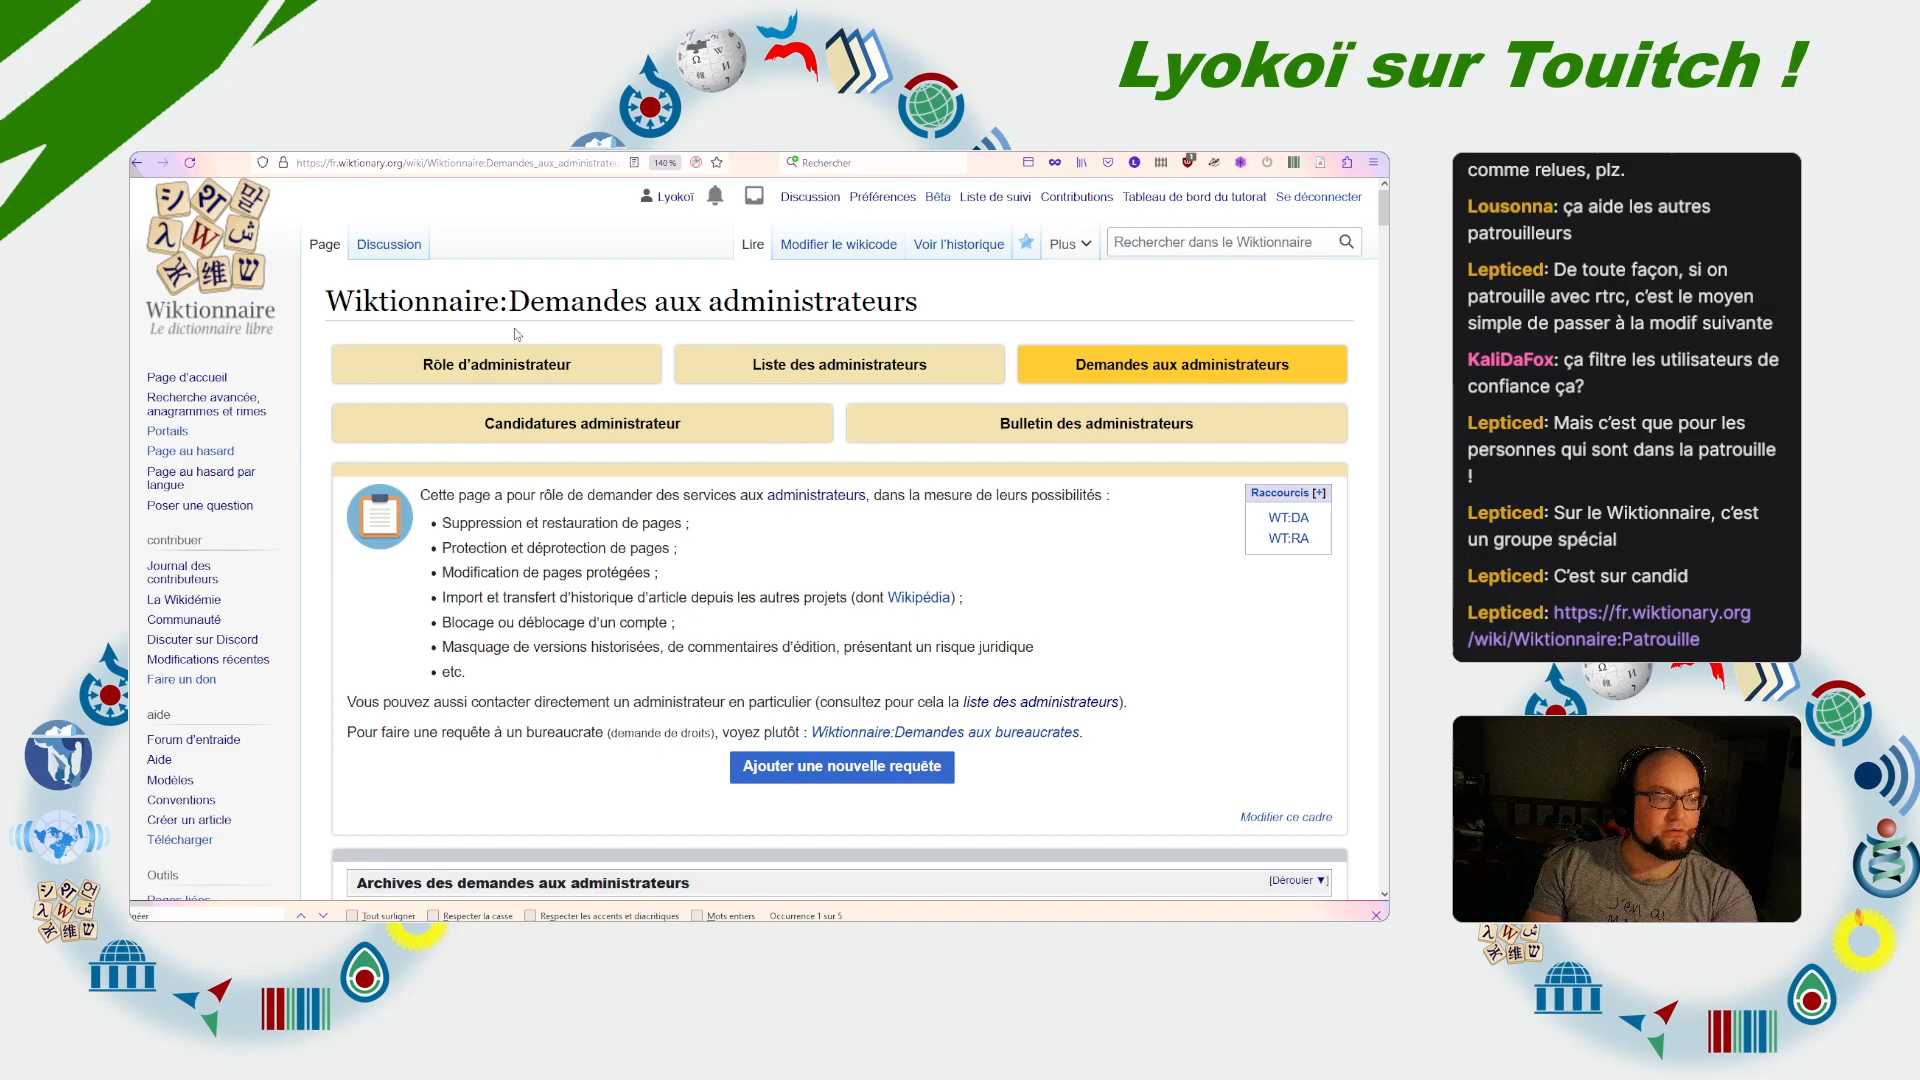 Lyokoï sur Touitch !
https://fr.wiktionary.org/wiki/Wiktionnaire:Demandes_aux_administrateu
140 %
Rechercher
Wiktionnaire
Le dictionnaire libre
Lyokoï
Discussion
Préférences
Bêta
Liste de suivi
Contributions
Tableau de bord du tutorat
Se déconnecter
Page
Discussion
Lire
Modifier le wikicode
Voir l’historique
Plus
Rechercher dans le Wiktionnaire
Wiktionnaire:Demandes aux administrateurs
Rôle d’administrateur
Liste des administrateurs
Demandes aux administrateurs
Candidatures administrateur
Bulletin des administrateurs
Cette page a pour rôle de demander des services aux administrateurs, dans la mesure de leurs possibilités :
Suppression et restauration de pages ;
Protection et déprotection de pages ;
Modification de pages protégées ;
Import et transfert d’historique d’article depuis les autres projets (dont Wikipédia) ;
Blocage ou déblocage d’un compte ;
Masquage de versions historisées, de commentaires d’édition, présentant un risque juridique
etc.
Raccourcis [+]
WT:DA
WT:RA
Vous pouvez aussi contacter directement un administrateur en particulier (consultez pour cela la liste des administrateurs).
Pour faire une requête à un bureaucrate (demande de droits), voyez plutôt : Wiktionnaire:Demandes aux bureaucrates.
Ajouter une nouvelle requête
Modifier ce cadre
Archives des demandes aux administrateurs
[Dérouler ▼]
Page d’accueil
Recherche avancée,
anagrammes et rimes
Portails
Page au hasard
Page au hasard par
langue
Poser une question
contribuer
Journal des
contributeurs
La Wikidémie
Communauté
Discuter sur Discord
Modifications récentes
Faire un don
aide
Forum d’entraide
Aide
Modèles
Conventions
Créer un article
Télécharger
Outils
Pages liées
néer
Tout surligner
Respecter la casse
Respecter les accents et diacritiques
Mots entiers
Occurrence 1 sur 5
comme relues, plz.
Lousonna: ça aide les autres
patrouilleurs
Lepticed: De toute façon, si on
patrouille avec rtrc, c’est le moyen
simple de passer à la modif suivante
KaliDaFox: ça filtre les utilisateurs de
confiance ça?
Lepticed: Mais c’est que pour les
personnes qui sont dans la patrouille
!
Lepticed: Sur le Wiktionnaire, c’est
un groupe spécial
Lepticed: C’est sur candid
Lepticed: https://fr.wiktionary.org
/wiki/Wiktionnaire:Patrouille
J'en ai